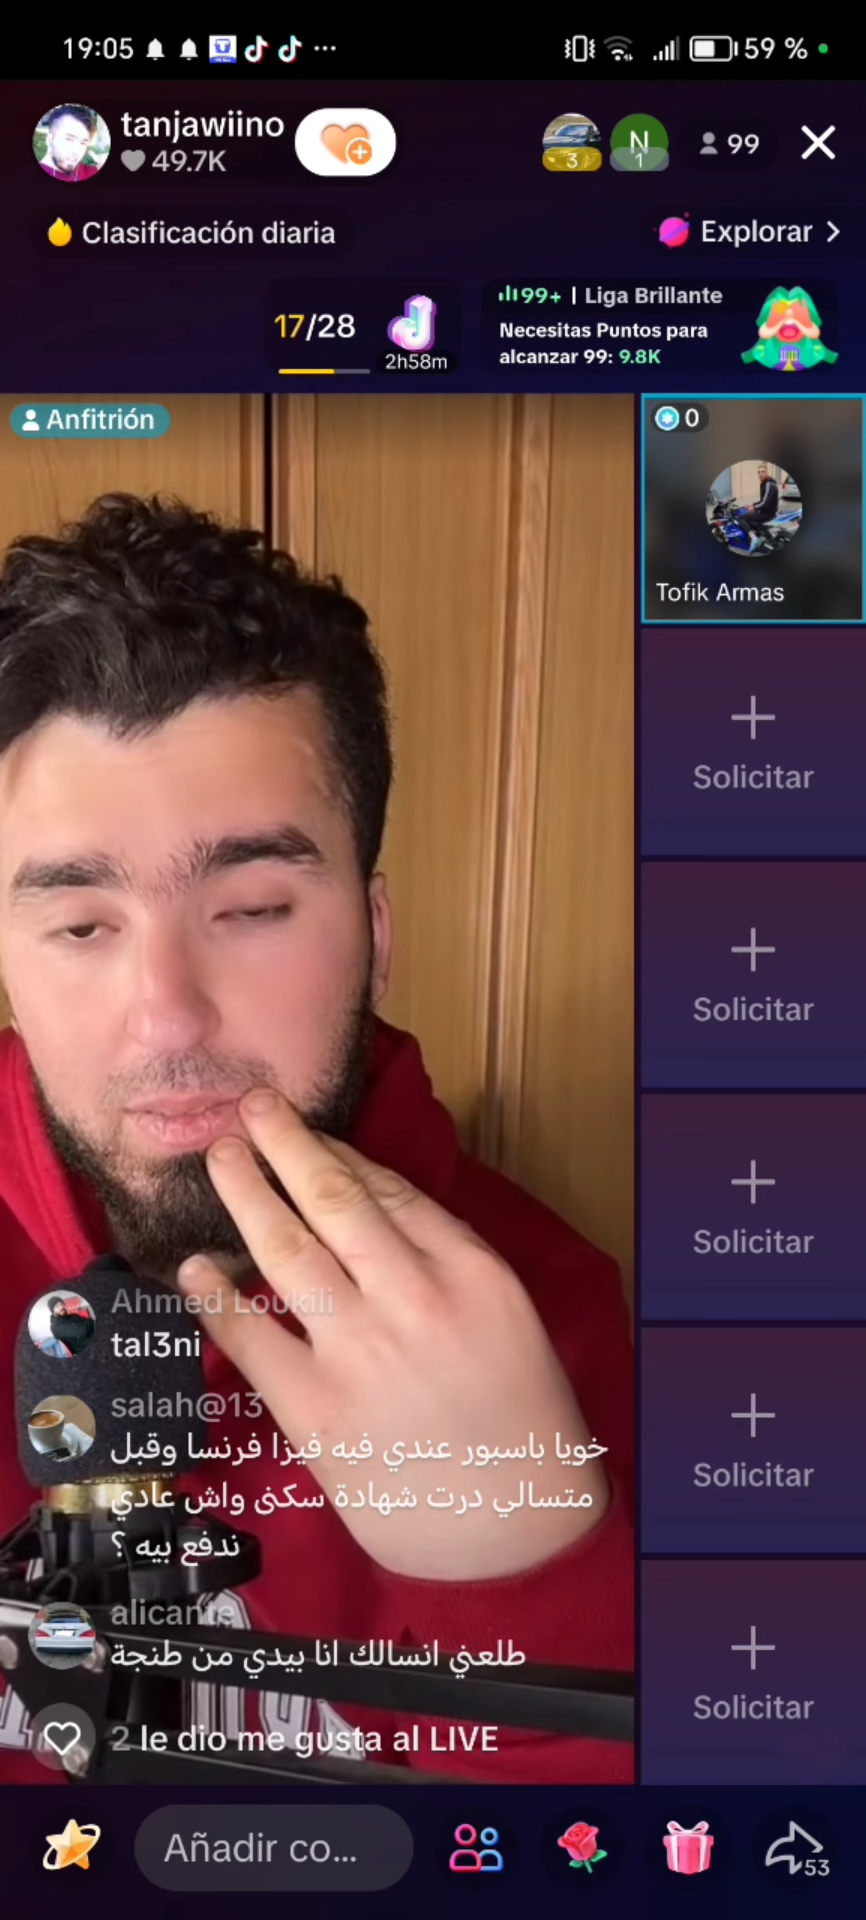 19:05
59 %
tanjawiino
49.7K
3
N
1
99
Clasificación diaria
Explorar
17/28
2h58m
99+ | Liga Brillante
Necesitas Puntos para
alcanzar 99: 9.8K
Anfitrión
0
Tofik Armas
Solicitar
Solicitar
Solicitar
Solicitar
Solicitar
Ahmed Loukili
tal3ni
salah@13
خويا باسبور عندي فيه فيزا فرنسا وقبل
متسالي درت شهادة سكنى واش عادي
ندفع بيه ؟
alicante
طلعني انسالك انا بيدي من طنجة
2 le dio me gusta al LIVE
Añadir co...
53